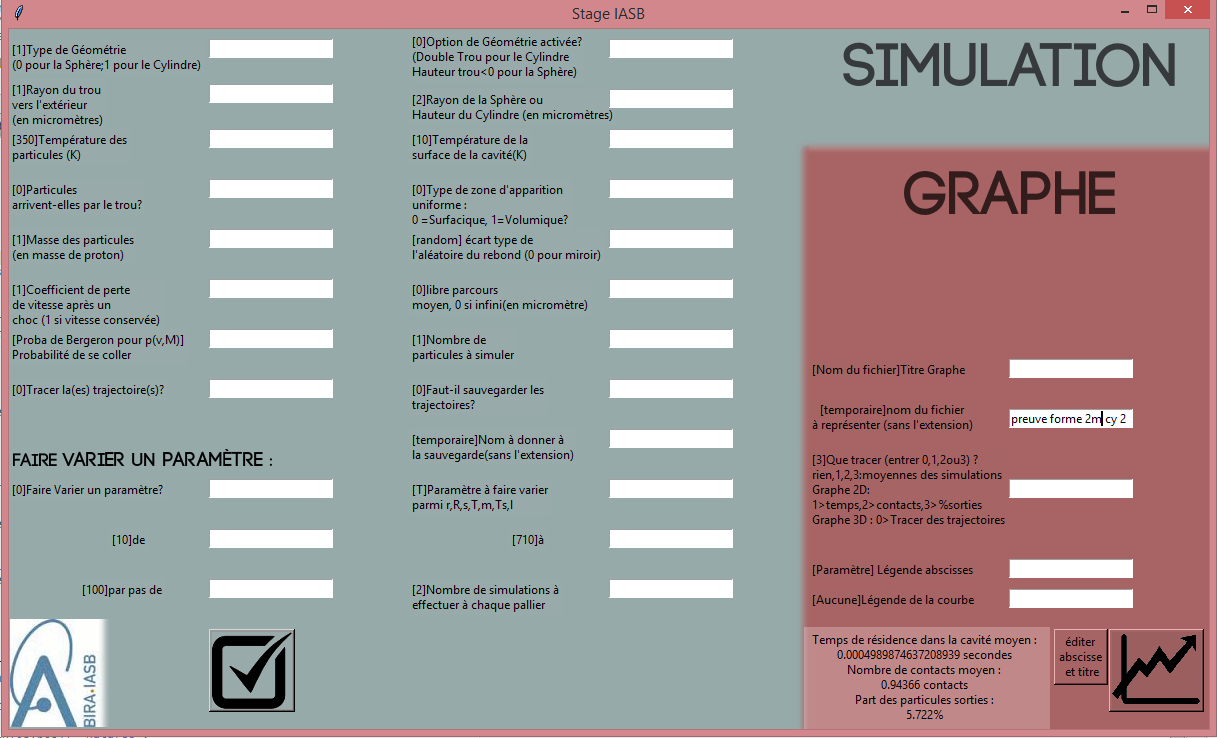 Stage IASB
SIMULATION
[1]Type de Géométrie
(0 pour la Sphère;1 pour le Cylindre)
[0]Option de Géométrie activée?
(Double Trou pour le Cylindre
Hauteur trou<0 pour la Sphère)
[1]Rayon du trou
vers l'extérieur
(en micromètres)
[2]Rayon de la Sphère ou
Hauteur du Cylindre (en micromètres)
[350]Température des
particules (K)
[10]Température de la
surface de la cavité(K)
[0]Particules
arrivent-elles par le trou?
[0]Type de zone d'apparition
uniforme :
0 =Surfacique, 1=Volumique?
[1]Masse des particules
(en masse de proton)
[random] écart type de
l'aléatoire du rebond (0 pour miroir)
[1]Coefficient de perte
de vitesse après un
choc (1 si vitesse conservée)
[0]libre parcours
moyen, 0 si infini(en micromètre)
[Proba de Bergeron pour p(v,M)]
Probabilité de se coller
[1]Nombre de
particules à simuler
[0]Tracer la(es) trajectoire(s)?
[0]Faut-il sauvegarder les
trajectoires?
[temporaire]Nom à donner à
la sauvegarde(sans l'extension)
FAIRE VARIER UN PARAMÈTRE :
[0]Faire Varier un paramètre?
[T]Paramètre à faire varier
parmi r,R,s,T,m,Ts,l
[10]de
[710]à
[100]par pas de
[2]Nombre de simulations à
effectuer à chaque pallier
BIRA-IASB
GRAPHE
[Nom du fichier]Titre Graphe
[temporaire]nom du fichier
à représenter (sans l'extension)
preuve forme 2m cy 2
[3]Que tracer (entrer 0,1,2ou3) ?
rien,1,2,3:moyennes des simulations
Graphe 2D:
1>temps,2>contacts,3>%sorties
Graphe 3D : 0>Tracer des trajectoires
[Paramètre] Légende abscisses
[Aucune]Légende de la courbe
Temps de résidence dans la cavité moyen :
0.0004989874637208939 secondes
Nombre de contacts moyen :
0.94366 contacts
Part des particules sorties :
5.722%
éditer
abscisse
et titre